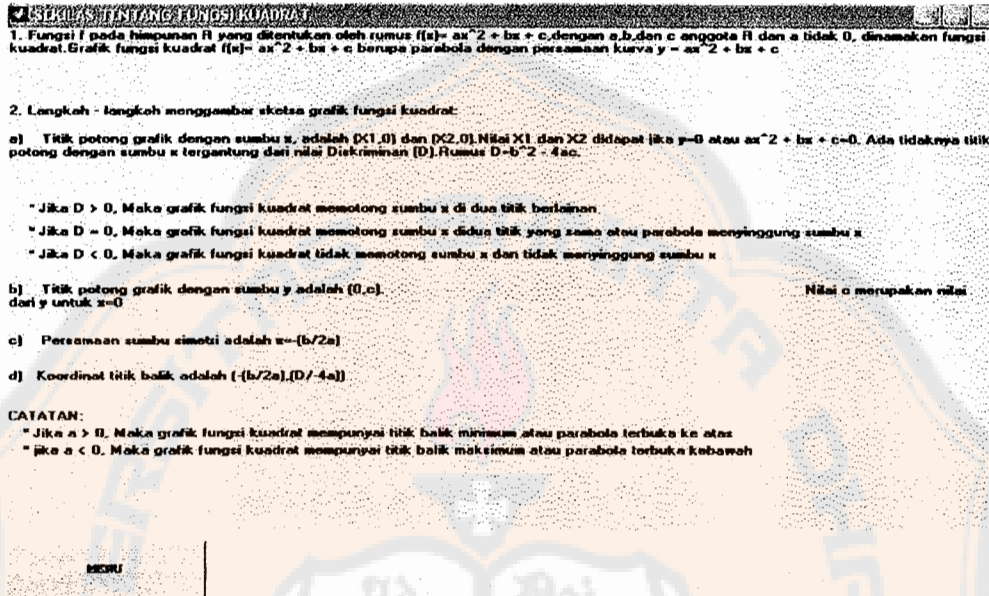 SEKILAS TENTANG FUNGSI KUADRAT
1. Fungsi f pada himpunan R yang ditentukan oleh rumus f(x)= ax^2 + bx + c,dengan a,b,dan c anggota R dan a tidak 0, dinamakan fungsi
kuadrat.Grafik fungsi kuadrat f(x)= ax^2 + bx + c berupa parabola dengan persamaan kurva y = ax^2 + bx + c
2. Langkah - langkah menggambar sketsa grafik fungsi kuadrat:
a) Titik potong grafik dengan sumbu x, adalah (X1,0) dan (X2,0).Nilai X1 dan X2 didapat jika y=0 atau ax^2 + bx + c=0. Ada tidaknya titik
potong dengan sumbu x tergantung dari nilai Diskriminan (D).Rumus D=b^2 - 4ac.
* Jika D > 0, Maka grafik fungsi kuadrat memotong sumbu x di dua titik berlainan
* Jika D = 0, Maka grafik fungsi kuadrat memotong sumbu x didua titik yang sama atau parabola menyinggung sumbu x
* Jika D < 0, Maka grafik fungsi kuadrat tidak memotong sumbu x dan tidak menyinggung sumbu x
b) Titik potong grafik dengan sumbu y adalah (0,c). Nilai c merupakan nilai
dari y untuk x=0
c) Persamaan sumbu simetri adalah x=-(b/2a)
d) Koordinat titik balik adalah (-(b/2a),(D/-4a))
CATATAN:
* Jika a > 0, Maka grafik fungsi kuadrat mempunyai titik balik minimum atau parabola terbuka ke atas
* jika a < 0, Maka grafik fungsi kuadrat mempunyai titik balik maksimum atau parabola terbuka kebawah
MENU